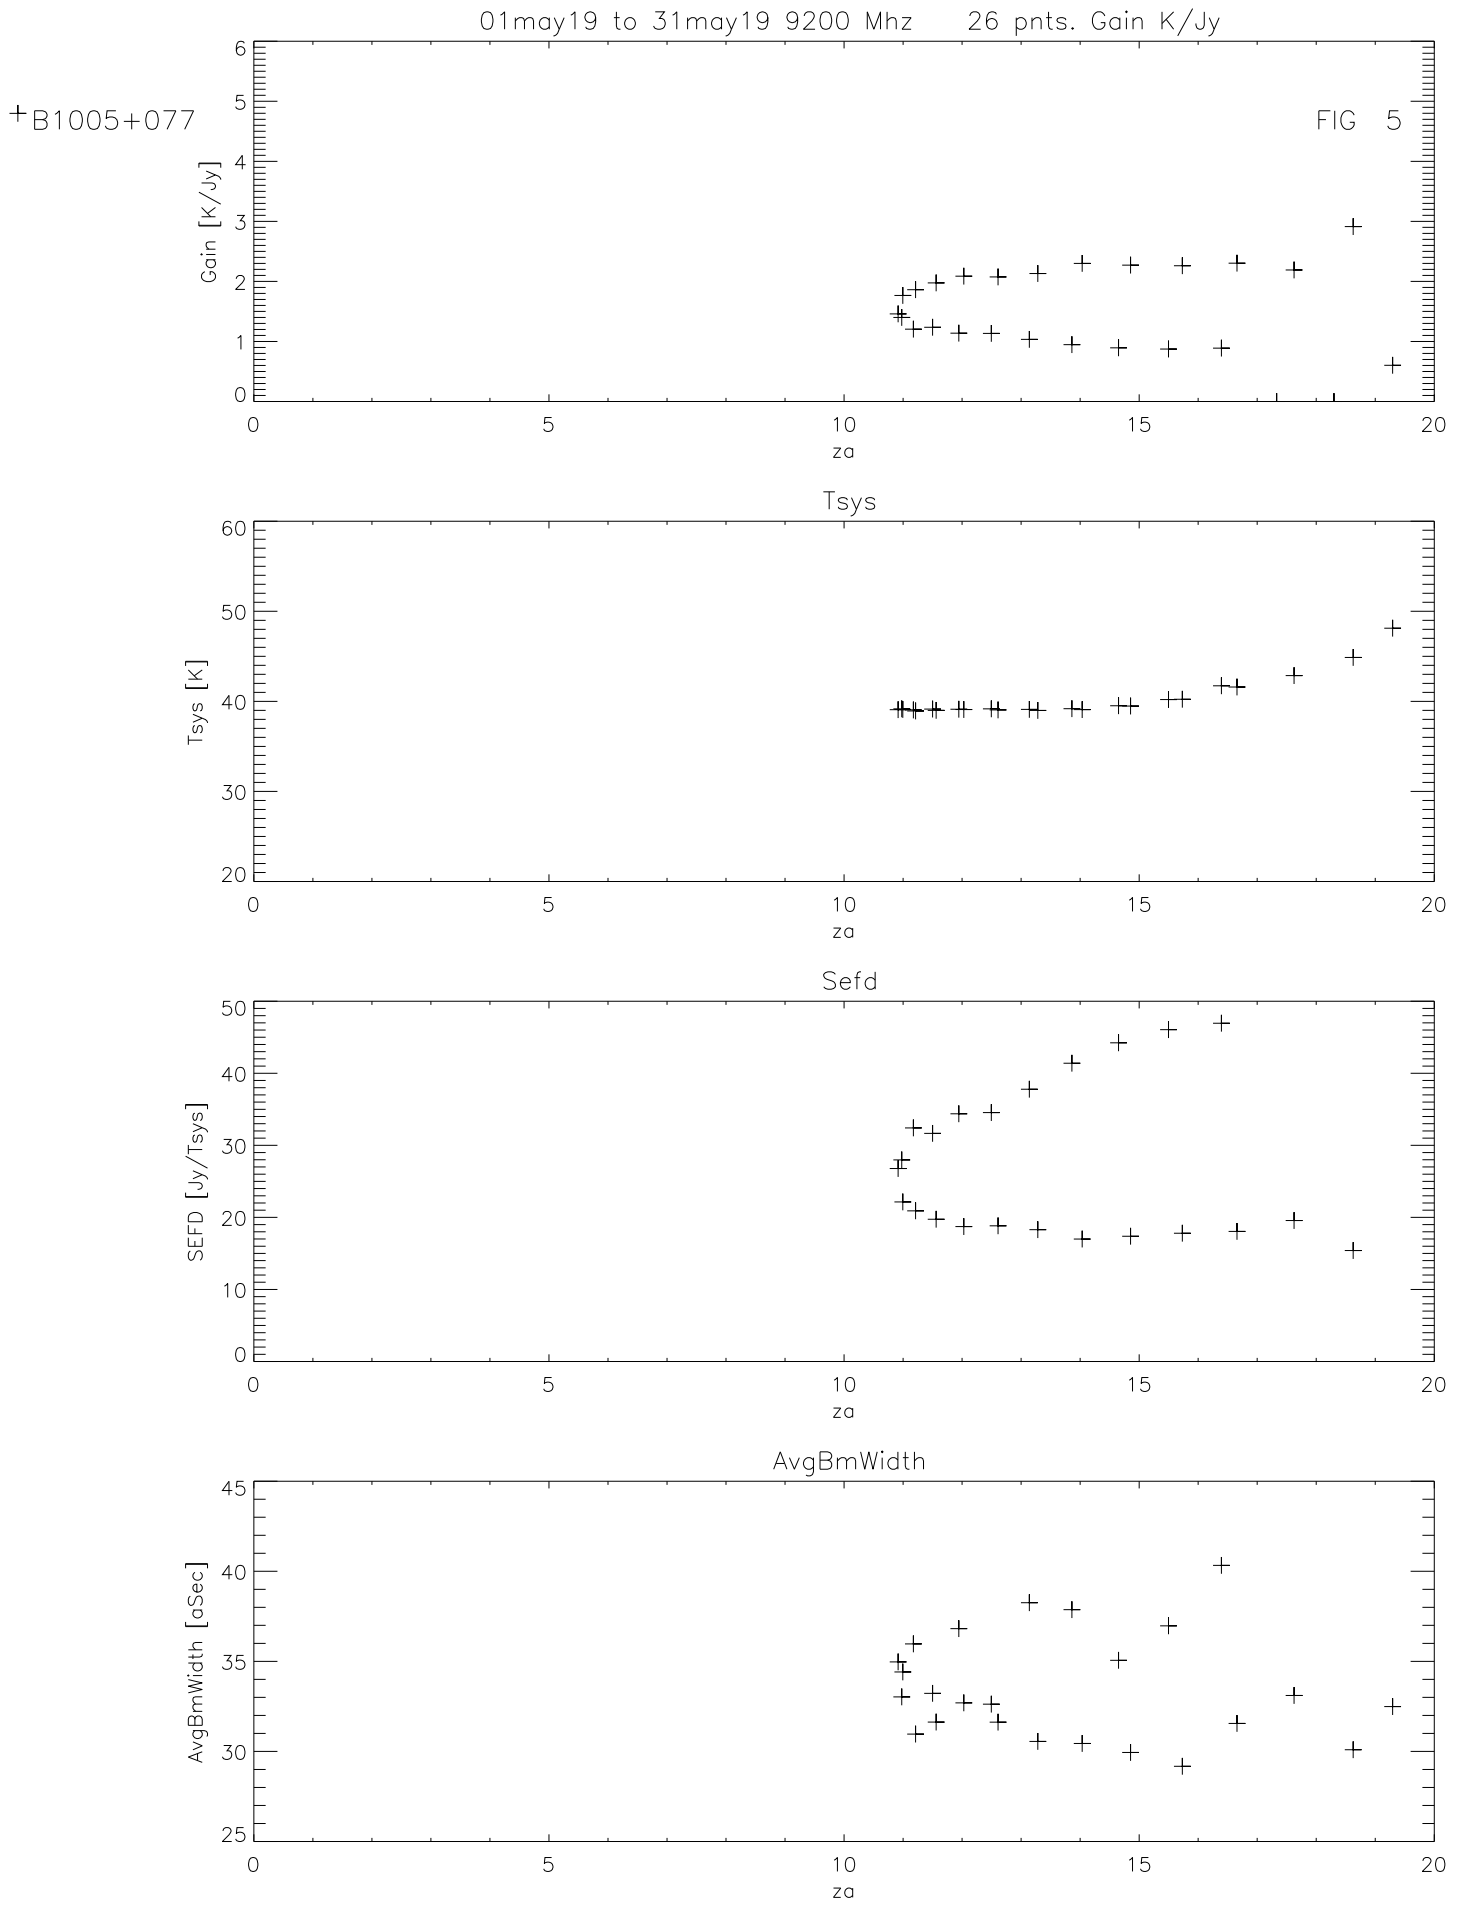 01may19 to 31may19 9200 Mhz 26 pnts. Gain K/Jy
+B1005+077
FIG 5
Gain [K/Jy]
6
5
4
3
2
1
0
0 5 10 15 20
za
Tsys
Tsys [K]
60
50
40
30
20
0 5 10 15 20
za
Sefd
SEFD [Jy/Tsys]
50
40
30
20
10
0
0 5 10 15 20
za
AvgBmWidth
AvgBmWidth [aSec]
45
40
35
30
25
0 5 10 15 20
za